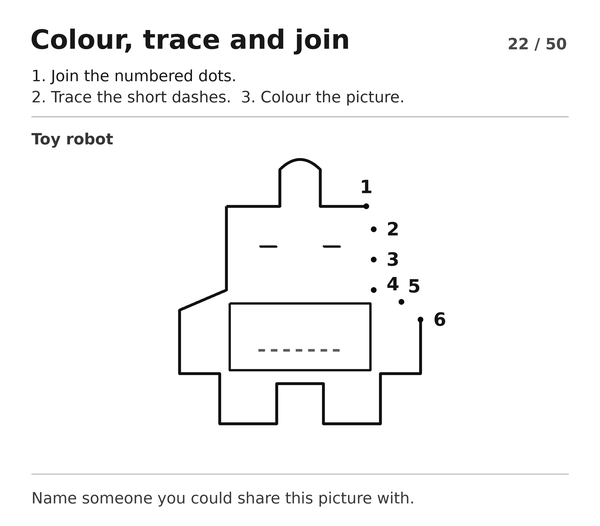 Colour, trace and join
22 / 50
1. Join the numbered dots.
2. Trace the short dashes.  3. Colour the picture.
Toy robot
1
2
3
4 5
6
Name someone you could share this picture with.